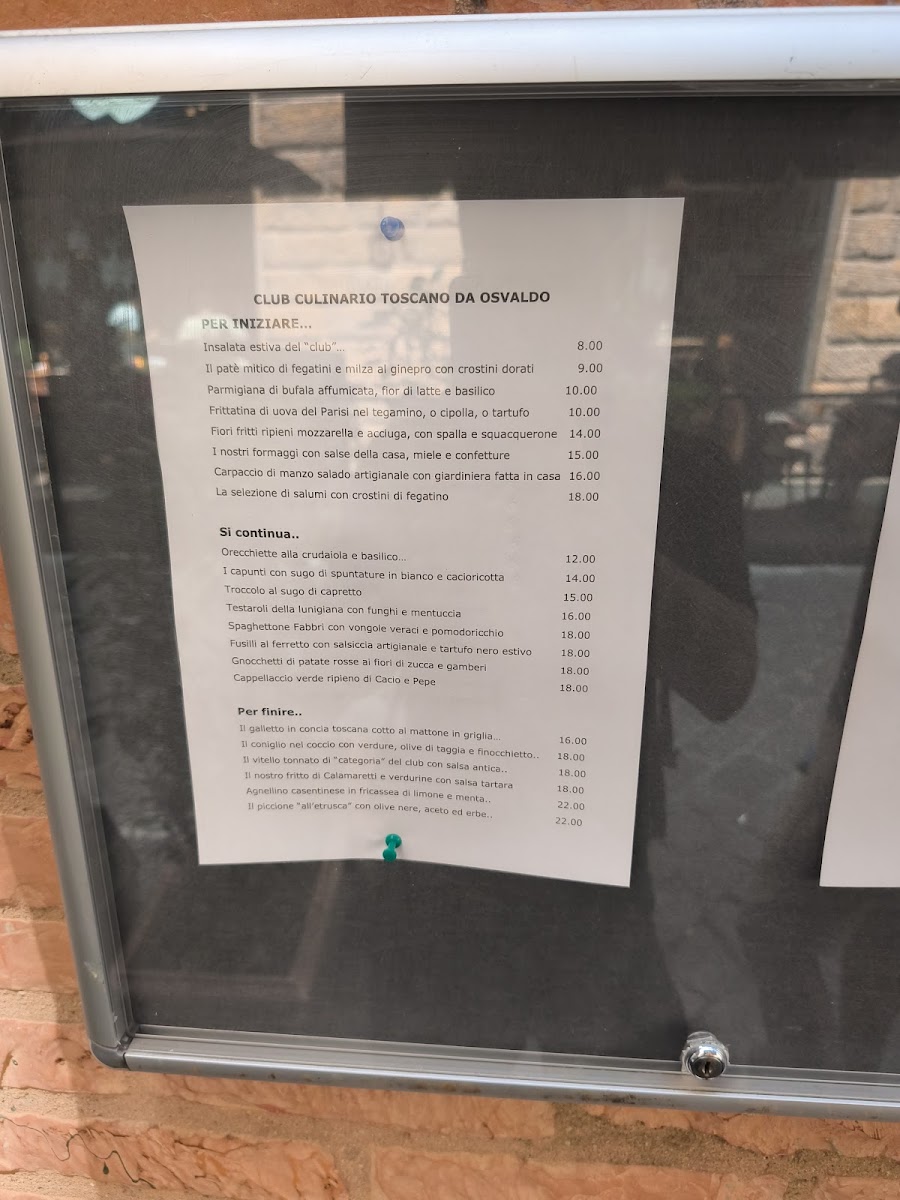 CLUB CULINARIO TOSCANO DA OSVALDO
PER INIZIARE...
Insalata estiva del "club"... 8.00
Il patè mitico di fegatini e milza al ginepro con crostini dorati 9.00
Parmigiana di bufala affumicata, fior di latte e basilico 10.00
Frittatina di uova del Parisi nel tegamino, o cipolla, o tartufo 10.00
Fiori fritti ripieni mozzarella e acciuga, con spalla e squacquerone 14.00
I nostri formaggi con salse della casa, miele e confetture 15.00
Carpaccio di manzo salado artigianale con giardiniera fatta in casa 16.00
La selezione di salumi con crostini di fegatino 18.00
Si continua..
Orecchiette alla crudaiola e basilico... 12.00
I capunti con sugo di spuntature in bianco e cacioricotta 14.00
Troccolo al sugo di capretto 15.00
Testaroli della lunigiana con funghi e mentuccia 16.00
Spaghettone Fabbri con vongole veraci e pomodoricchio 18.00
Fusilli al ferretto con salsiccia artigianale e tartufo nero estivo 18.00
Gnocchetti di patate rosse ai fiori di zucca e gamberi 18.00
Cappellaccio verde ripieno di Cacio e Pepe 18.00
Per finire..
Il galletto in concia toscana cotto al mattone in griglia... 16.00
Il coniglio nel coccio con verdure, olive di taggia e finocchietto.. 18.00
Il vitello tonnato di "categoria" del club con salsa antica.. 18.00
Il nostro fritto di Calamaretti e verdurine con salsa tartara 18.00
Agnellino casentinese in fricassea di limone e menta.. 22.00
Il piccione "all'etrusca" con olive nere, aceto ed erbe.. 22.00